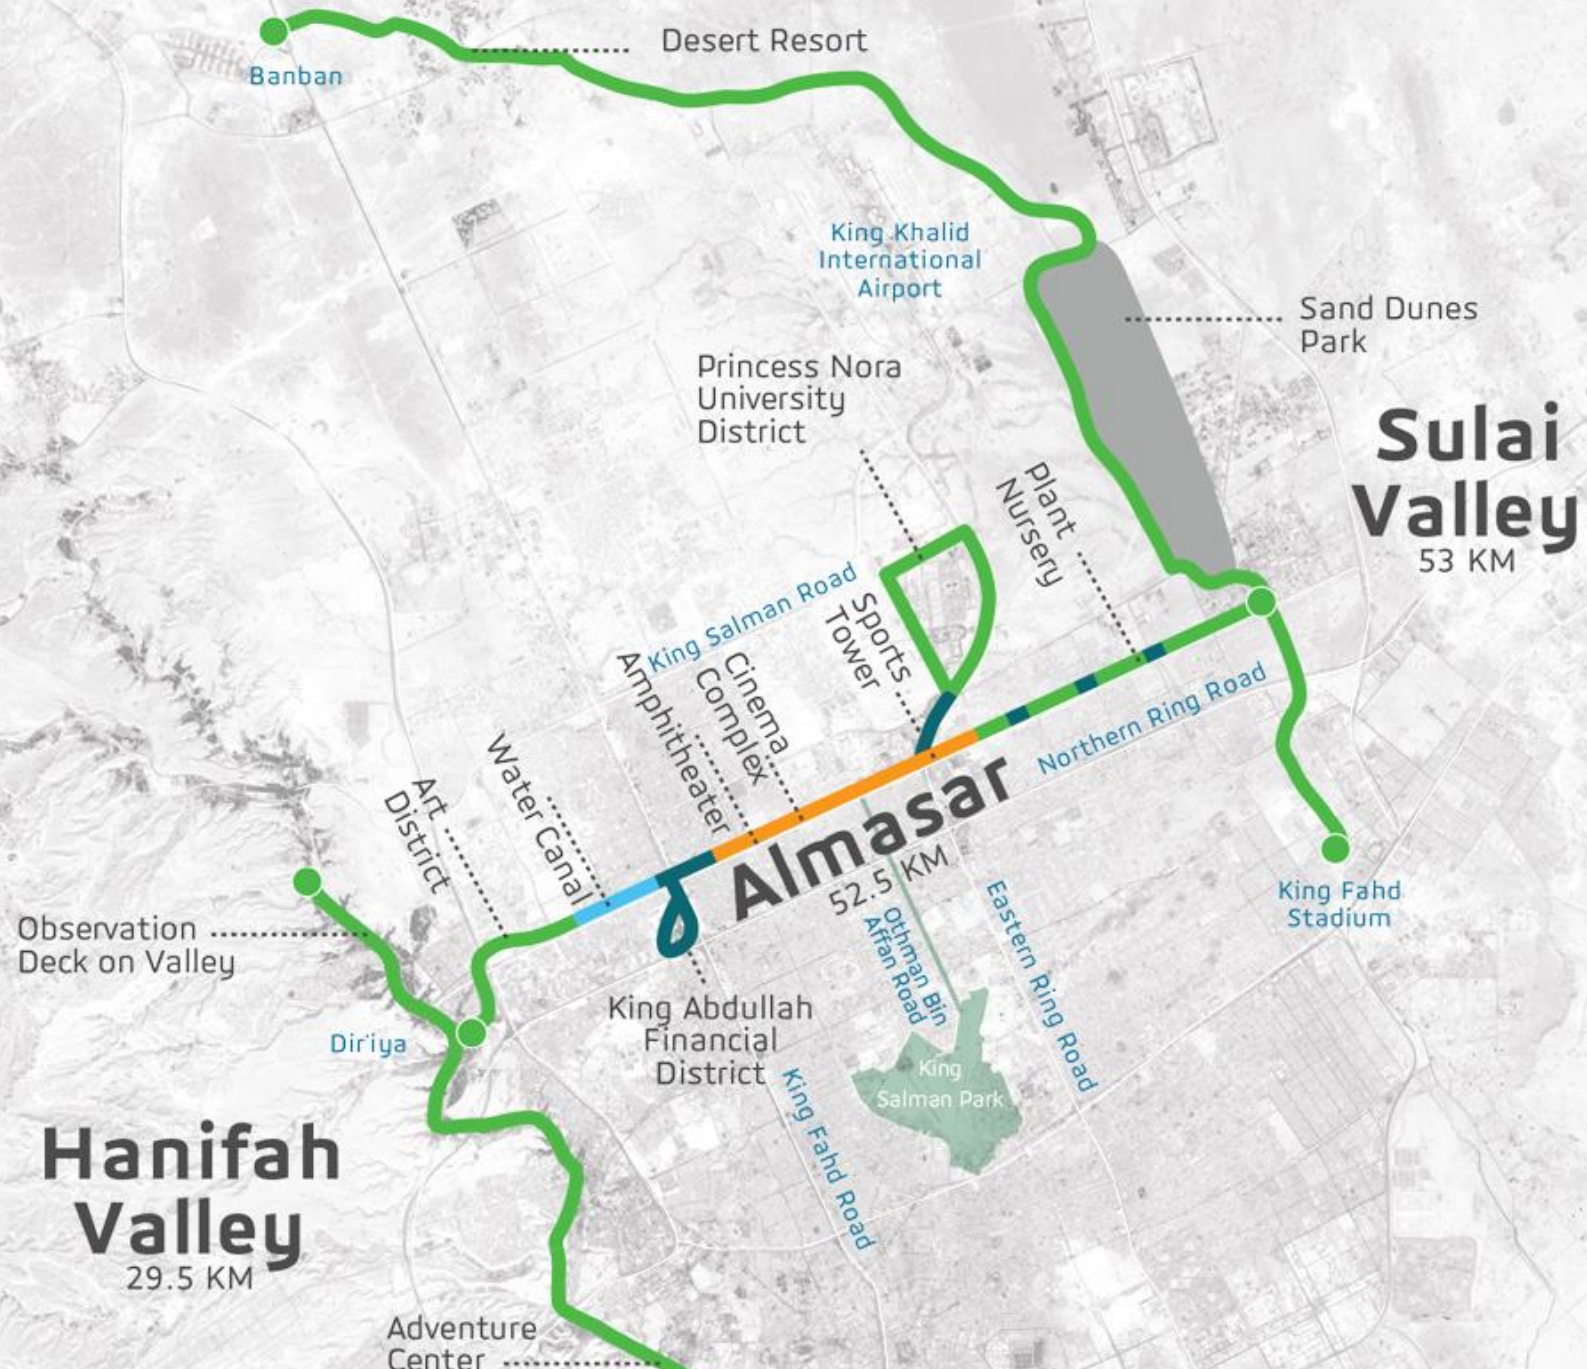 Desert Resort
Banban
King Khalid
International
Airport
Sand Dunes
Park
Princess Nora
University
District
Sulai
Valley
53 KM
Plant
Nursery
King Salman Road
Sports
Tower
Cinema
Complex
Amphitheater
Northern Ring Road
Water Canal
Art
District
Almasar
52.5 KM
King Fahd
Stadium
Othman Bin
Affan Road
Eastern Ring Road
Observation
Deck on Valley
King Abdullah
Financial
District
Dir'iya
King
Salman Park
King Fahd Road
Hanifah
Valley
29.5 KM
Adventure
Center